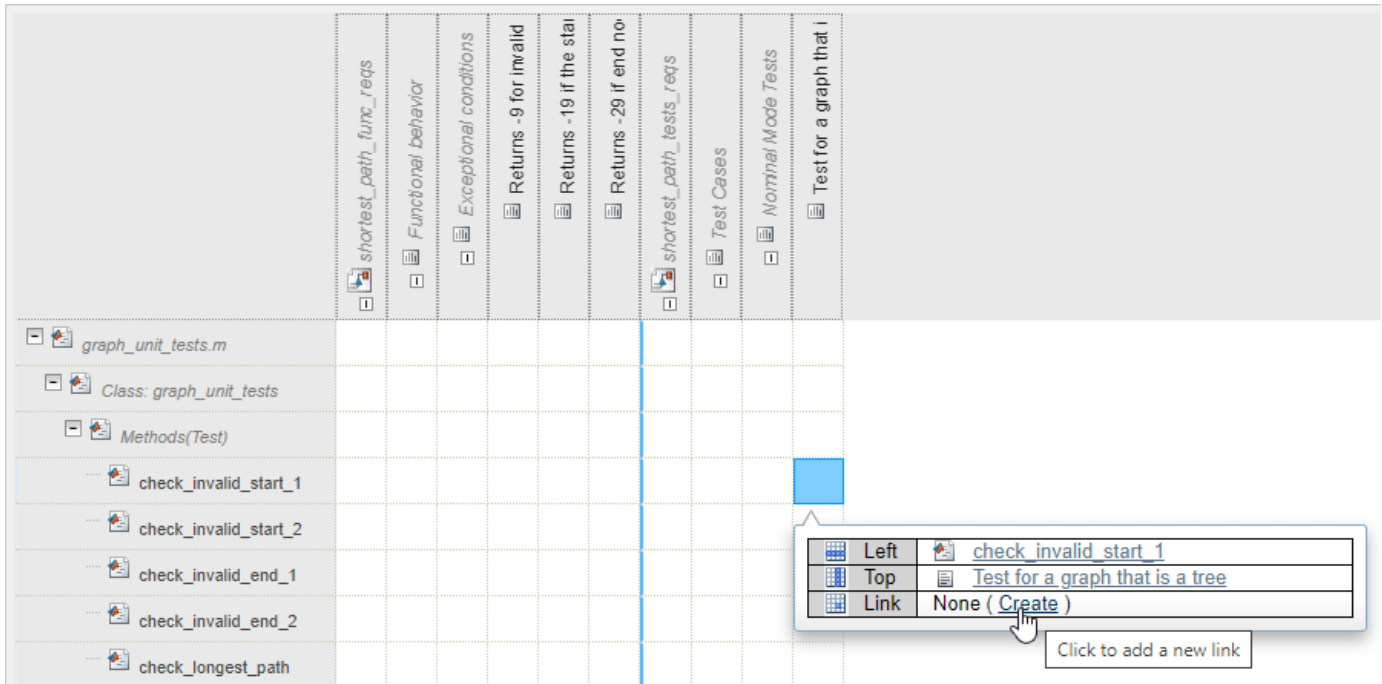 shortest_path_func_reqs
Functional behavior
Exceptional conditions
Returns -9 for invalid
Returns -19 if the star
Returns -29 if end no
shortest_path_tests_reqs
Test Cases
Nominal Mode Tests
Test for a graph that i
graph_unit_tests.m
Class: graph_unit_tests
Methods(Test)
check_invalid_start_1
check_invalid_start_2
check_invalid_end_1
check_invalid_end_2
check_longest_path
Left check_invalid_start_1
Top Test for a graph that is a tree
Link None ( Create )
Click to add a new link